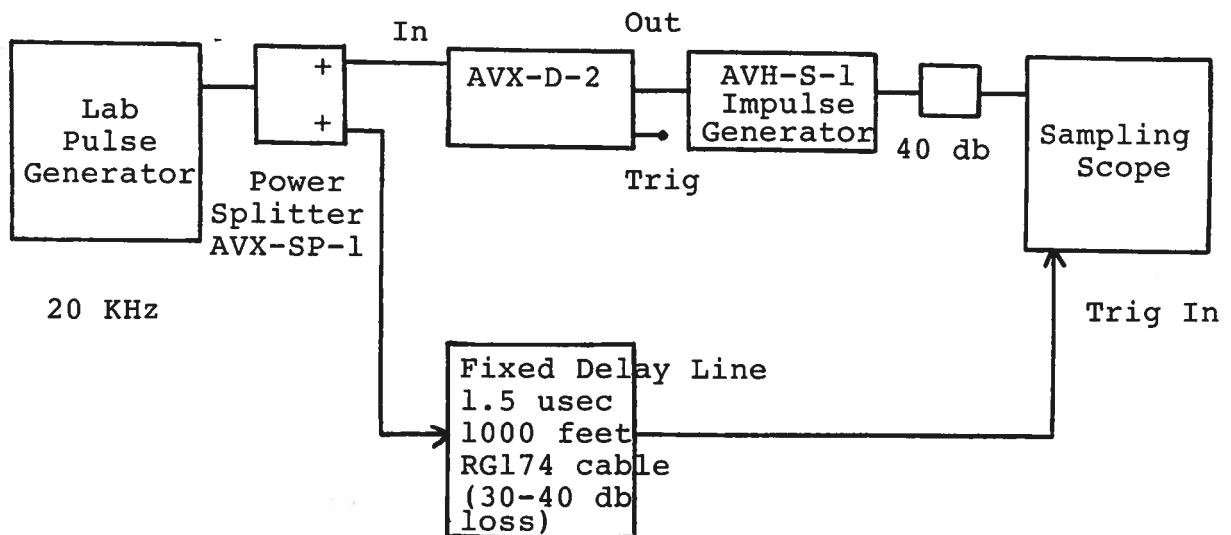 Lab
Pulse
Generator
20 KHz
+
+
Power
Splitter
AVX-SP-1
In
AVX-D-2
Out
Trig
AVH-S-1
Impulse
Generator
40 db
Sampling
Scope
Trig In
Fixed Delay Line
1.5 usec
1000 feet
RG174 cable
(30-40 db
loss)